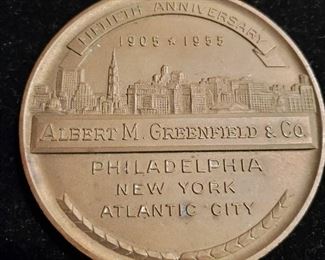 FIFTIETH ANNIVERSARY
1905 ★ 1955
ALBERT M. GREENFIELD & CO.
PHILADELPHIA
NEW YORK
ATLANTIC CITY